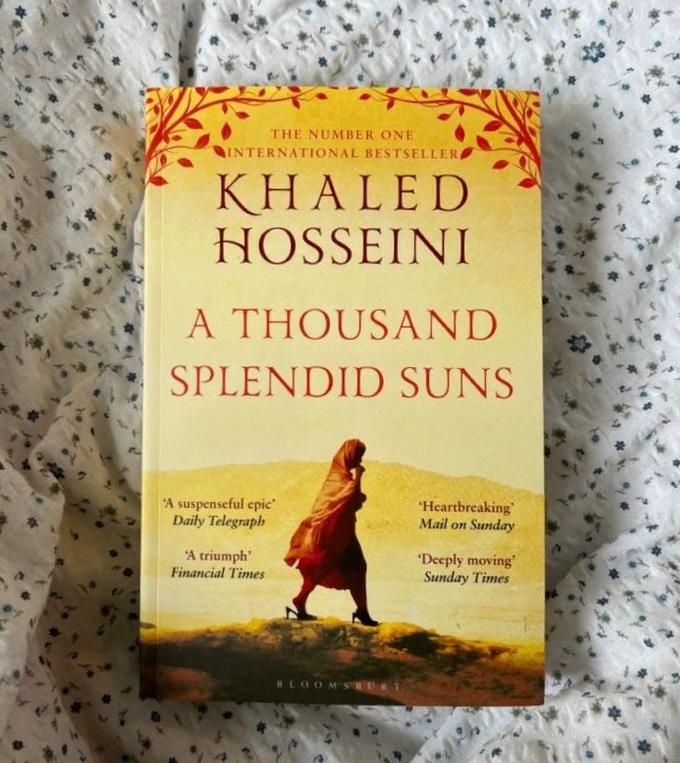 THE NUMBER ONE
INTERNATIONAL BESTSELLER
KHALED
HOSSEINI
A THOUSAND
SPLENDID SUNS
'A suspenseful epic'
Daily Telegraph
'A triumph'
Financial Times
'Heartbreaking'
Mail on Sunday
'Deeply moving'
Sunday Times
BLOOMSBURY